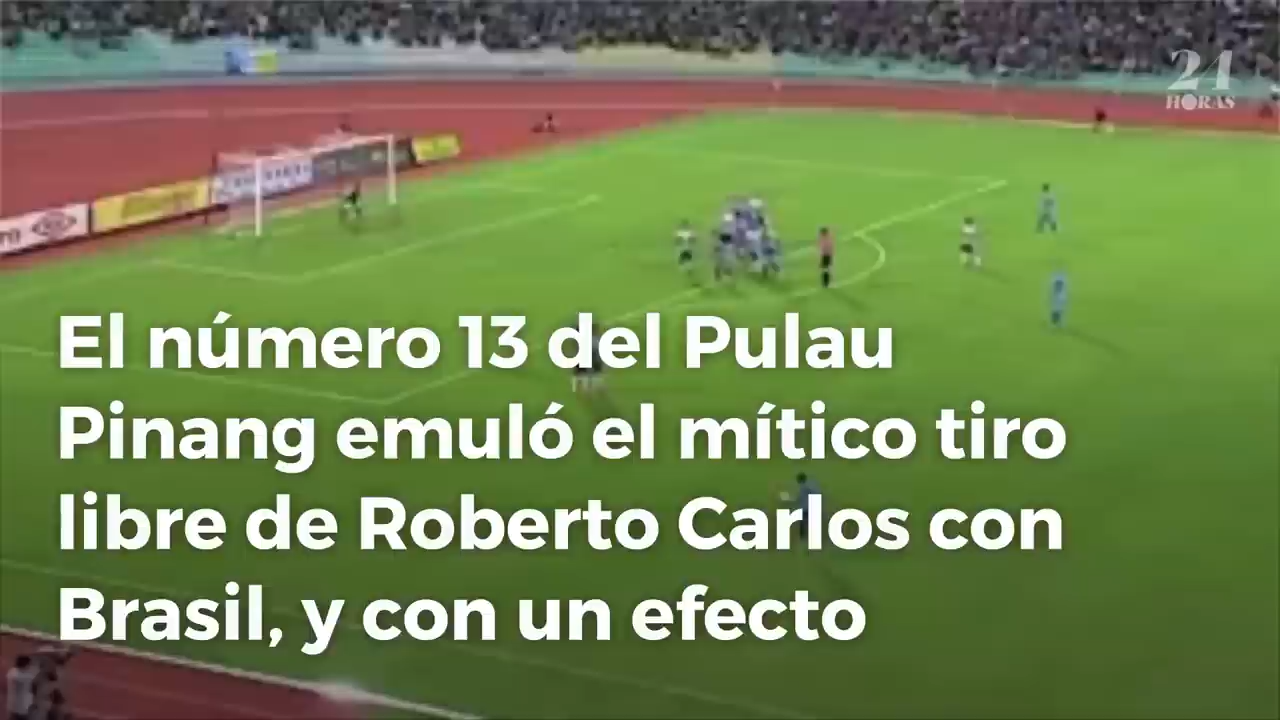 24
HORAS
El número 13 del Pulau
Pinang emuló el mítico tiro
libre de Roberto Carlos con
Brasil, y con un efecto